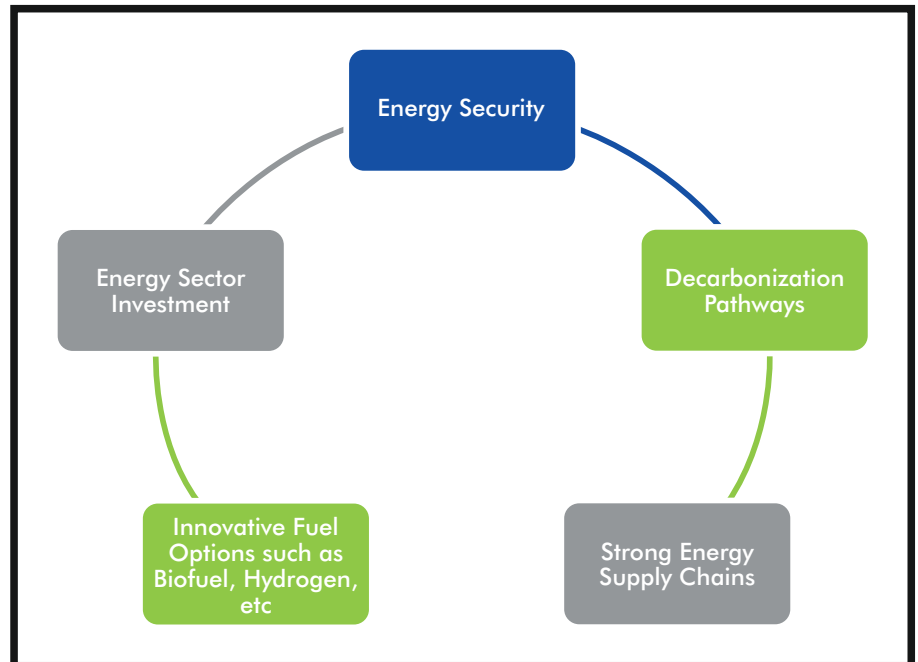 Energy Security
Energy Sector
Investment
Decarbonization
Pathways
Innovative Fuel
Options such as
Biofuel, Hydrogen,
etc
Strong Energy
Supply Chains